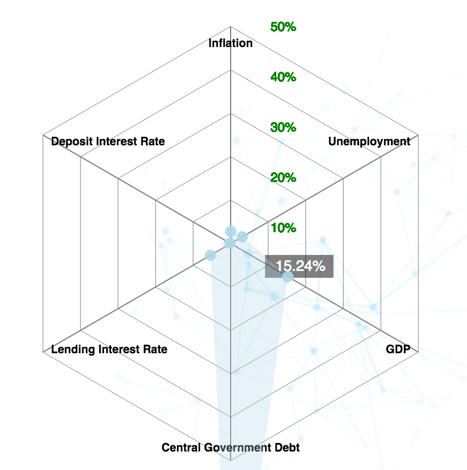 50%
Inflation
40%
30%
Deposit Interest Rate
Unemployment
20%
10%
15.24%
Lending Interest Rate
GDP
Central Government Debt